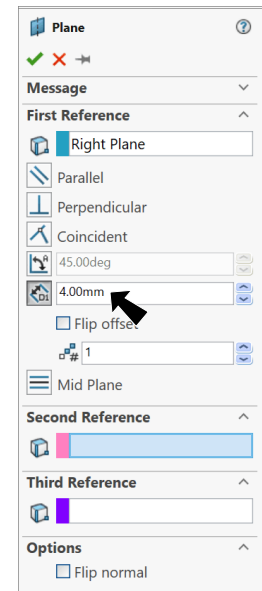 Plane
Message
First Reference
Right Plane
Parallel
Perpendicular
Coincident
45.00deg
4.00mm
Flip offset
1
Mid Plane
Second Reference
Third Reference
Options
Flip normal